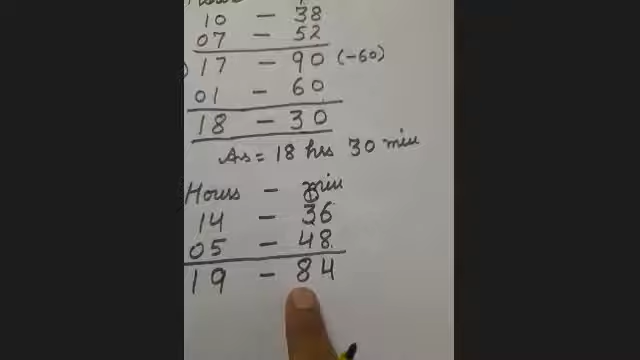 10 - 38
07 - 52
17 - 90 (-60)
01 - 60
18 - 30
As = 18 hrs 30 min
Hours - min
14 - 36
05 - 48
19 - 84